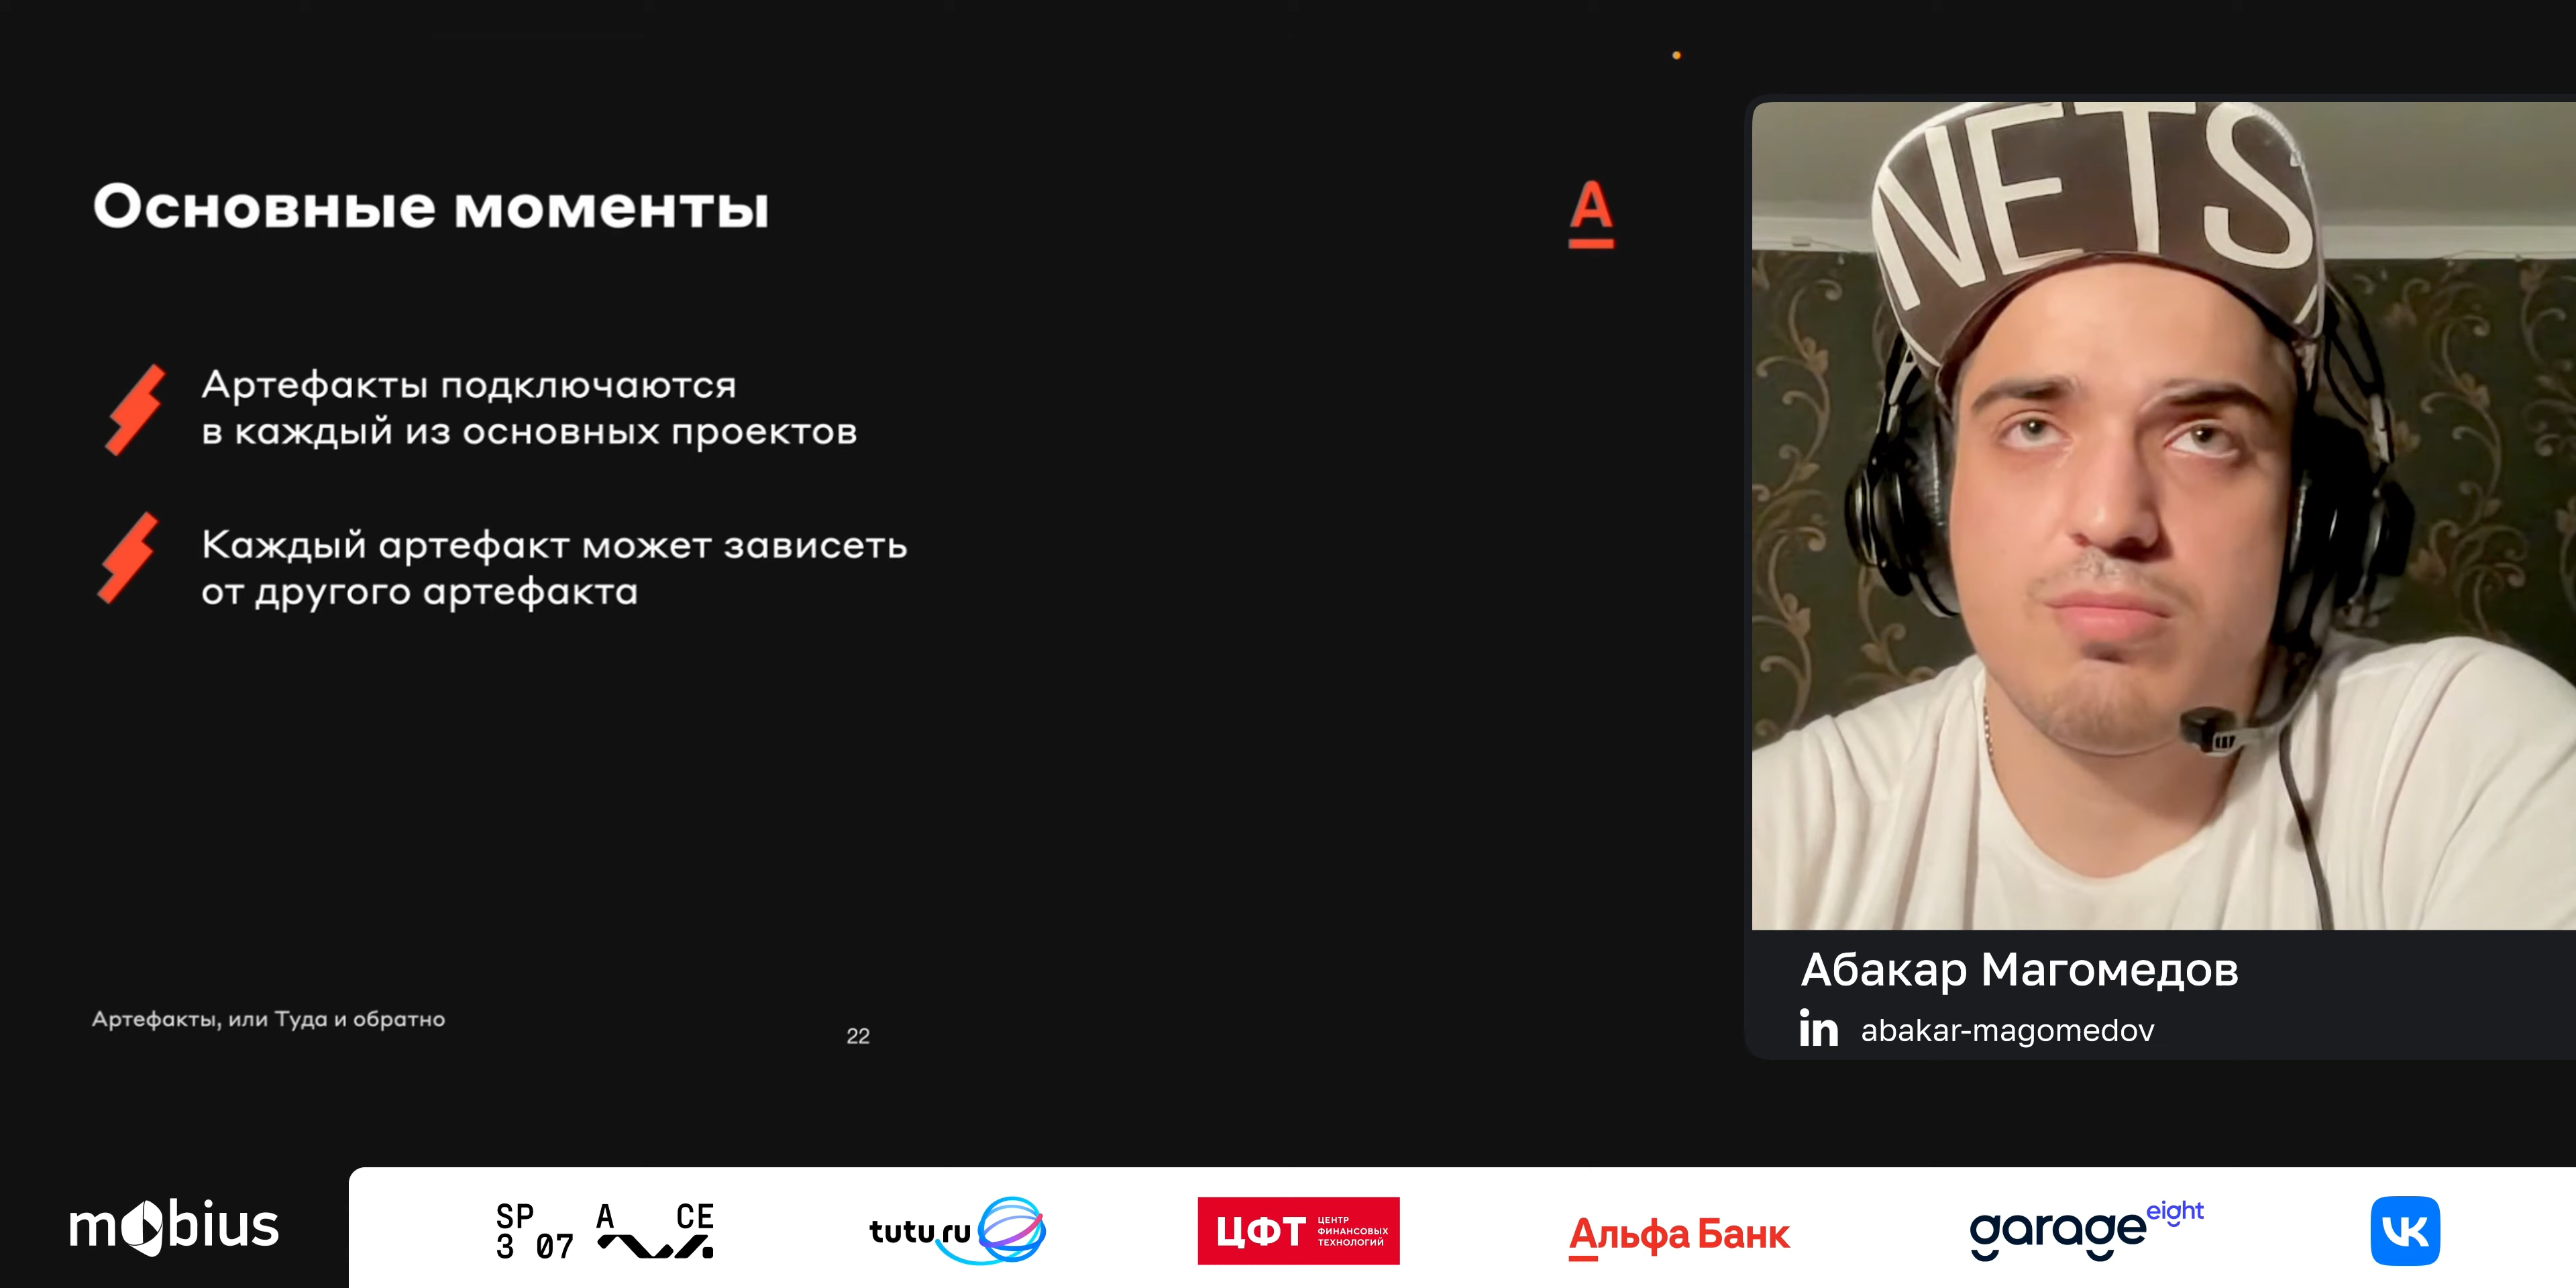 Основные моменты
А
Артефакты подключаются
в каждый из основных проектов
Каждый артефакт может зависеть
от другого артефакта
Артефакты, или Туда и обратно
22
NETS
Абакар Магомедов
in abakar-magomedov
mobius
SP A CE
3 07
tutu.ru
ЦФТ
ЦЕНТР
ФИНАНСОВЫХ
ТЕХНОЛОГИЙ
Альфа Банк
garage eight
VK